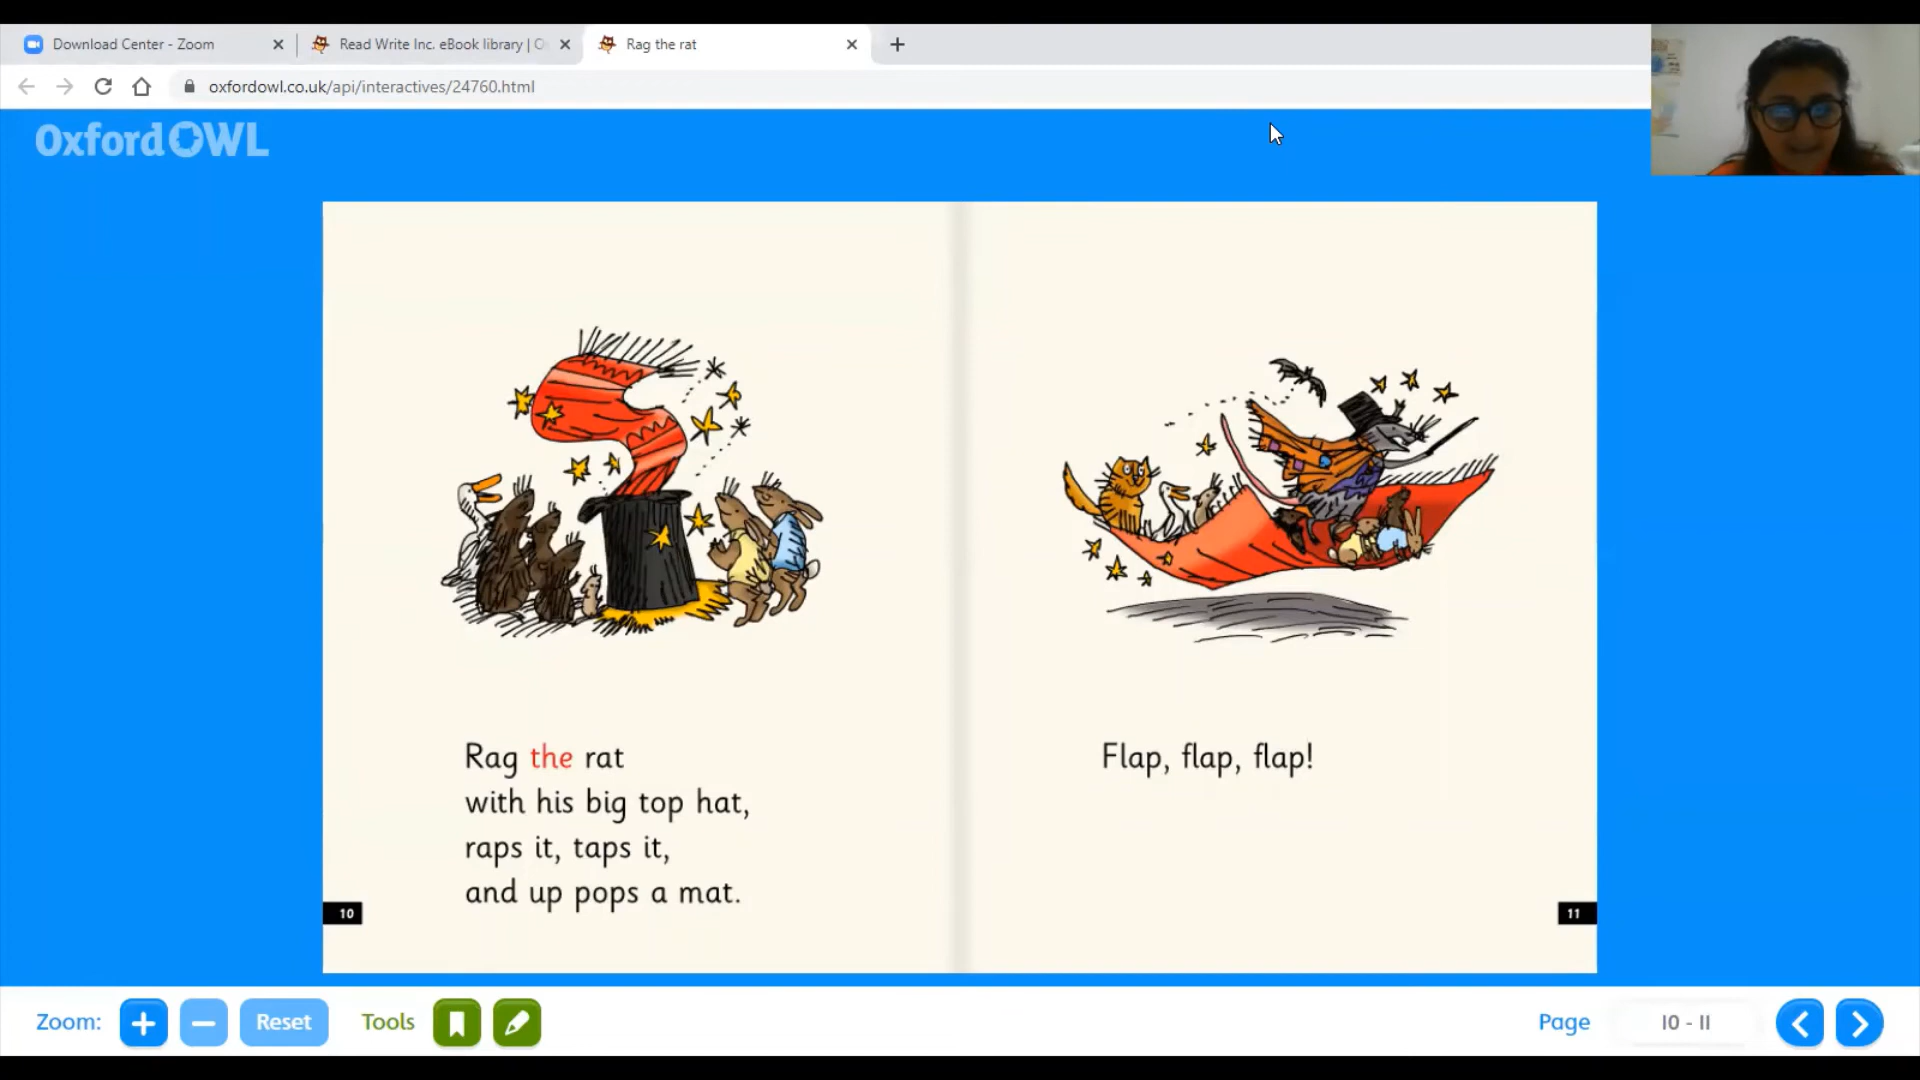 Download Center - Zoom
Read Write Inc. eBook library | O
Rag the rat
oxfordowl.co.uk/api/interactives/24760.html
Oxford OWL
Rag the rat
with his big top hat,
raps it, taps it,
and up pops a mat.
10
Flap, flap, flap!
11
Zoom:
Reset
Tools
Page
10 - 11